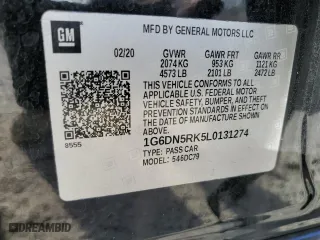 GM
MFD BY GENERAL MOTORS LLC
02/20 GVWR GAWR FRT GAWR RR
2074 KG 953 KG 1121 KG
4573 LB 2101 LB 2472 LB
THIS VEHICLE CONFORMS TO ALL
APPLICABLE U.S. FEDERAL MOTOR
VEHICLE SAFETY, BUMPER, AND THEFT
PREVENTION STANDARDS IN EFFECT ON
THE DATE OF MANUFACTURE SHOWN
ABOVE.
8555
1G6DN5RK5L0131274
TYPE: PASS CAR
MODEL: 546DC79